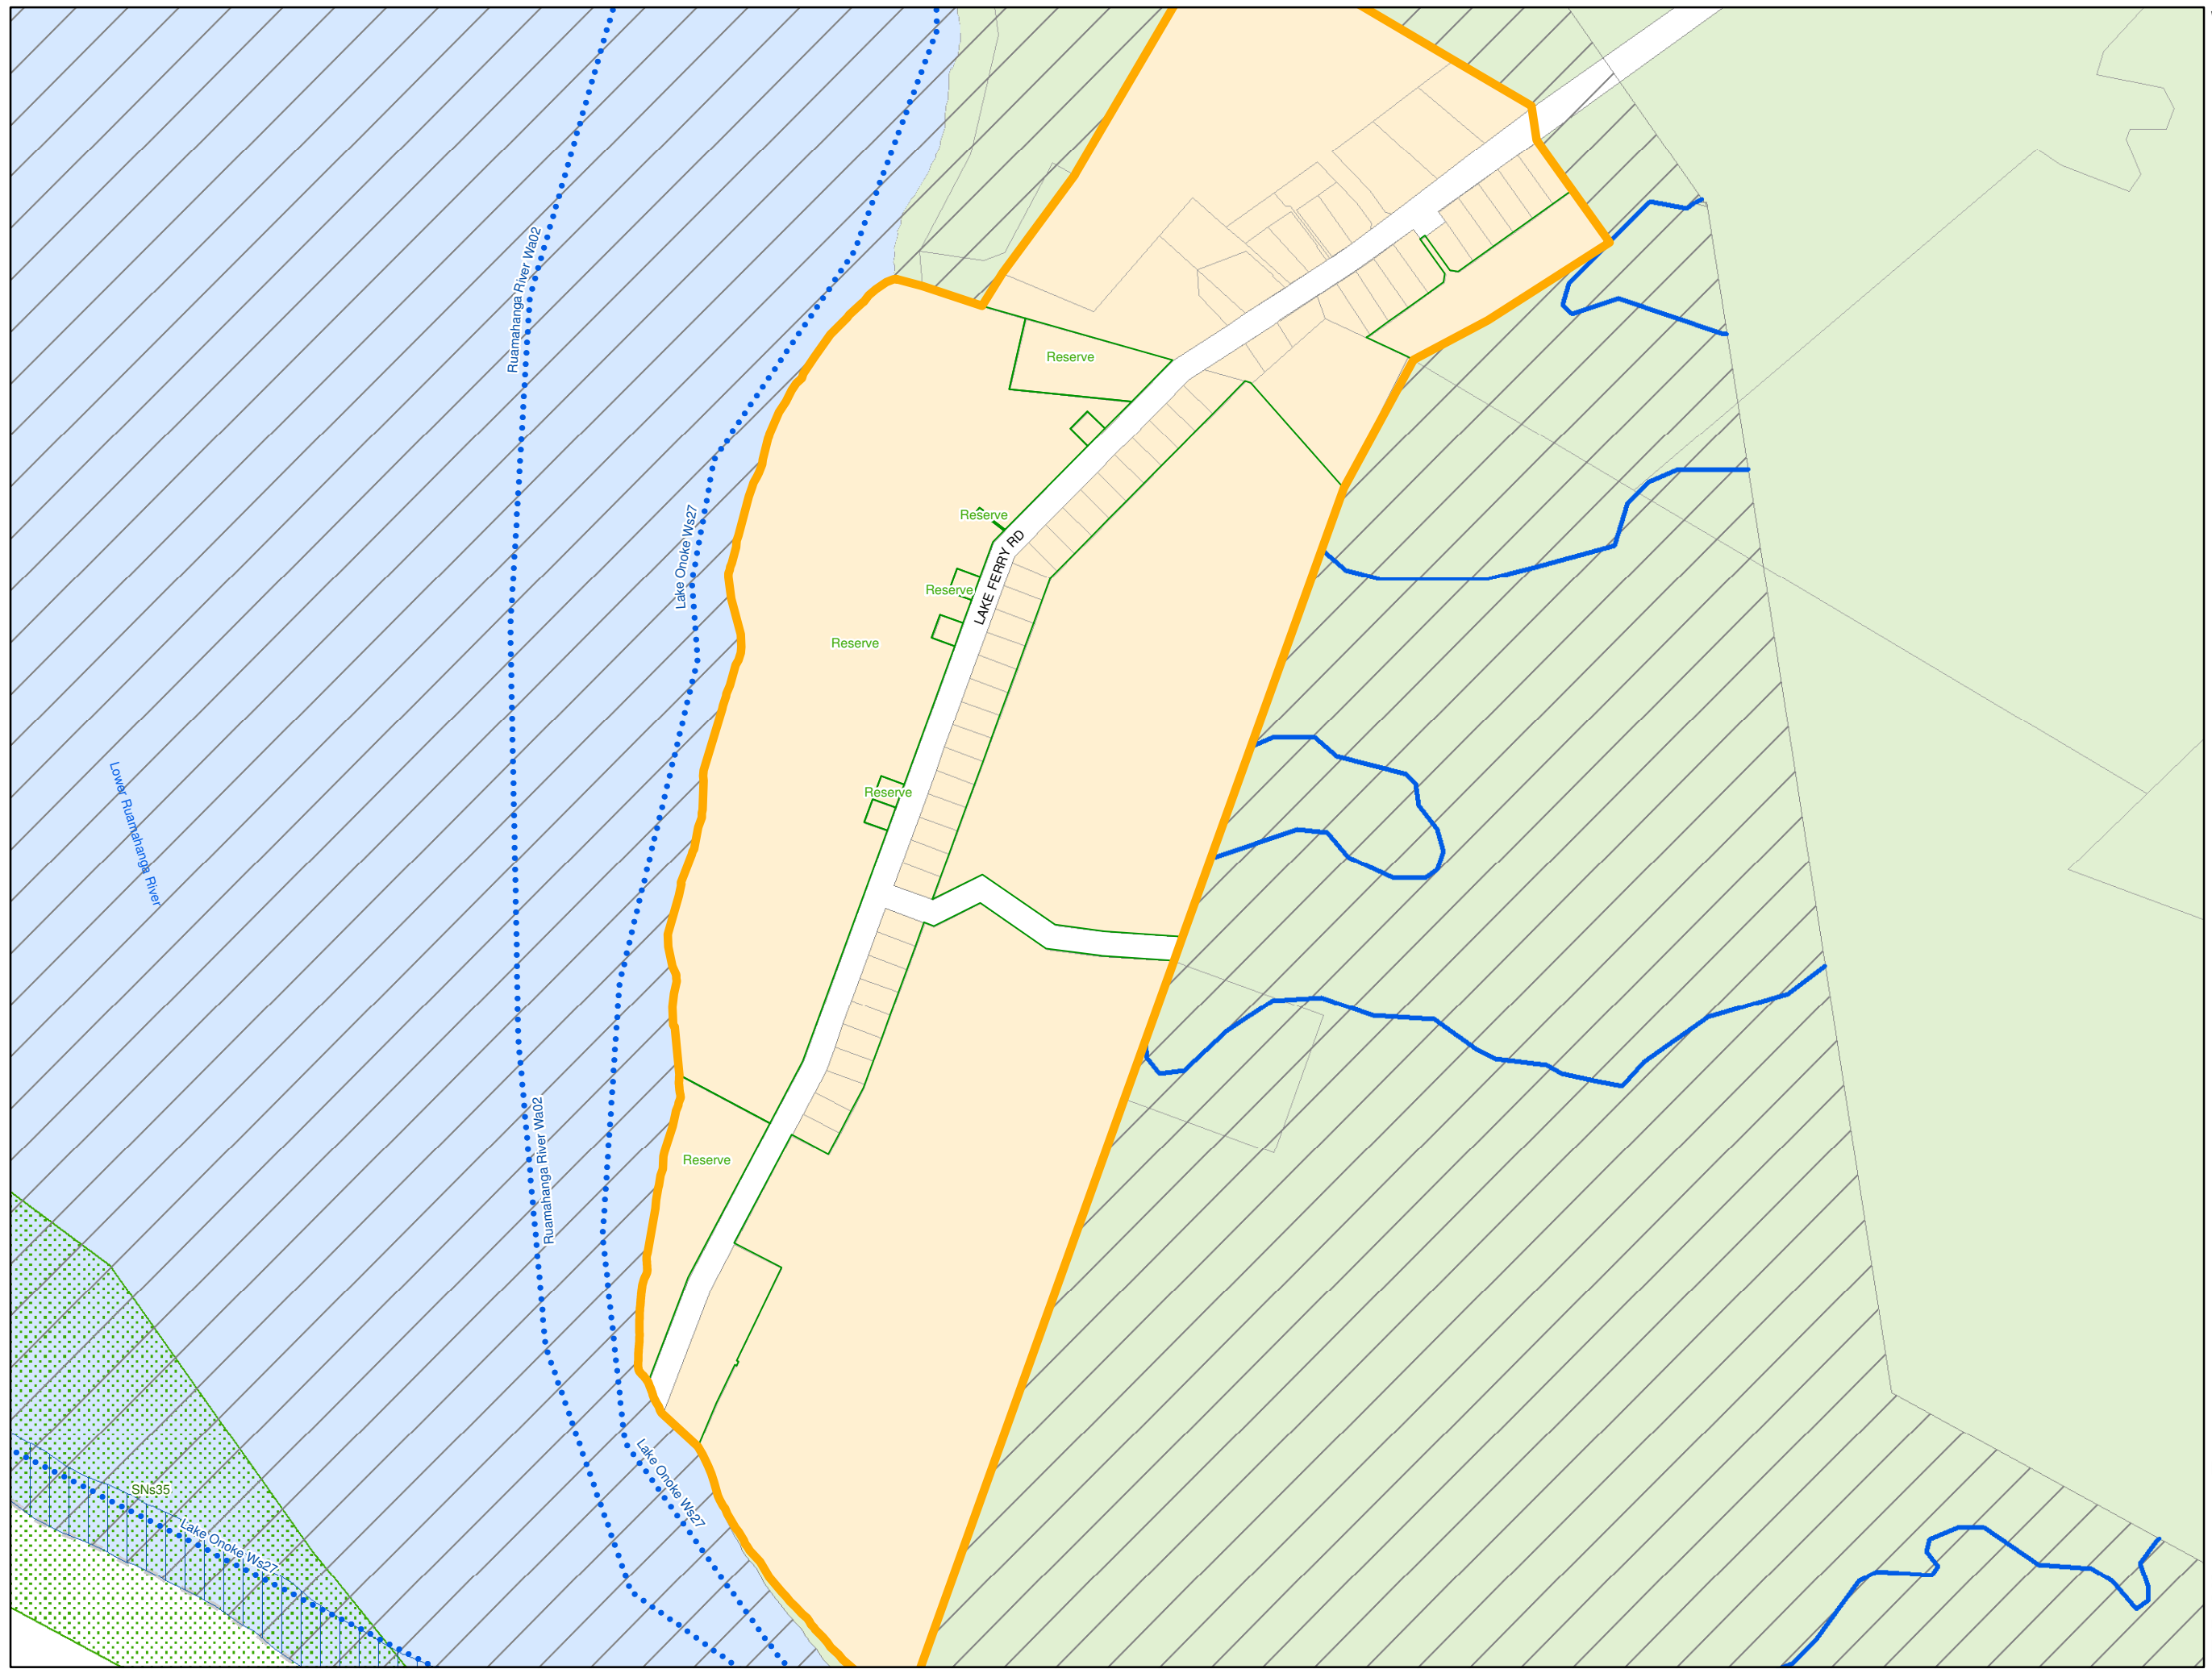 Ruamahanga River Wa02
Reserve
Lake Onoke Ws27
Reserve
LAKE FERRY RD
Reserve
Reserve
Reserve
Lower Ruamahanga River
Ruamahanga River Wa02
Reserve
Lake Onoke Ws27
SNs35
Lake Onoke Ws27